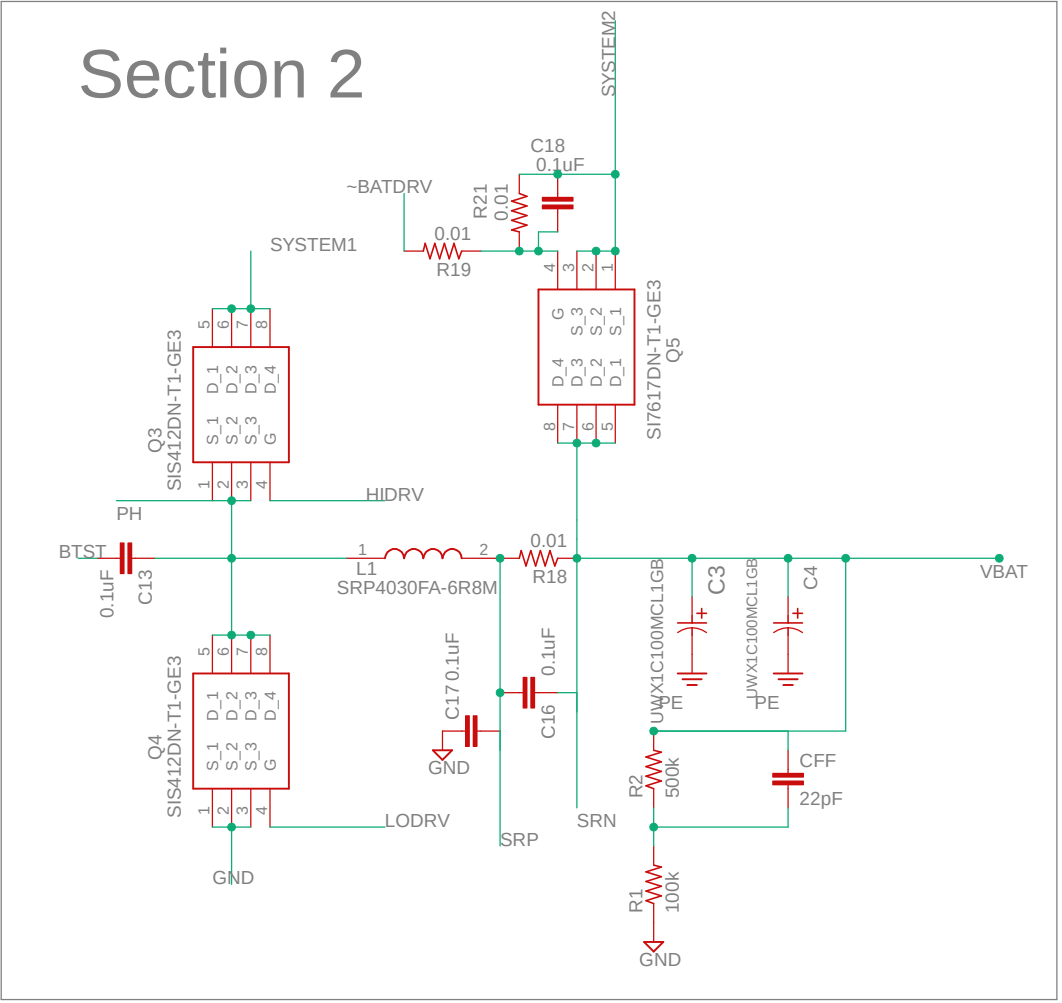 Section 2
SYSTEM2
C18
0.1uF
~BATDRV
R21
0.01
0.01
R19
SYSTEM1
4
3
2
1
G
S_3
S_2
S_1
D_4
D_3
D_2
D_1
8
7
6
5
SI7617DN-T1-GE3
Q5
5
6
7
8
D_1
D_2
D_3
D_4
S_1
S_2
S_3
G
1
2
3
4
Q3
SIS412DN-T1-GE3
PH
HIDRV
BTST
0.1uF
C13
1
2
L1
SRP4030FA-6R8M
0.01
R18
VBAT
UWX1C100MCL1GB
C3
+
PE
UWX1C100MCL1GB
C4
+
PE
5
6
7
8
D_1
D_2
D_3
D_4
S_1
S_2
S_3
G
1
2
3
4
Q4
SIS412DN-T1-GE3
C17 0.1uF
0.1uF
C16
GND
LODRV
SRP
SRN
GND
R2
500k
CFF
22pF
R1
100k
GND